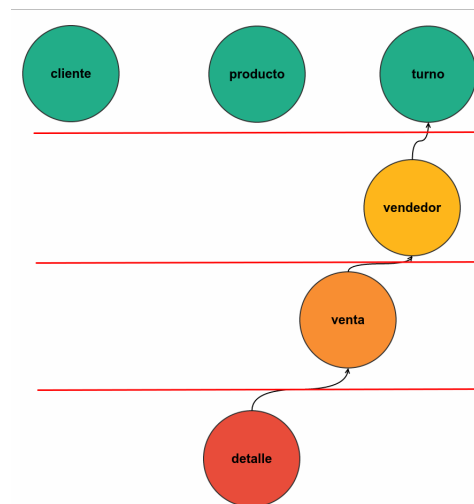 cliente
producto
turno
vendedor
venta
detalle